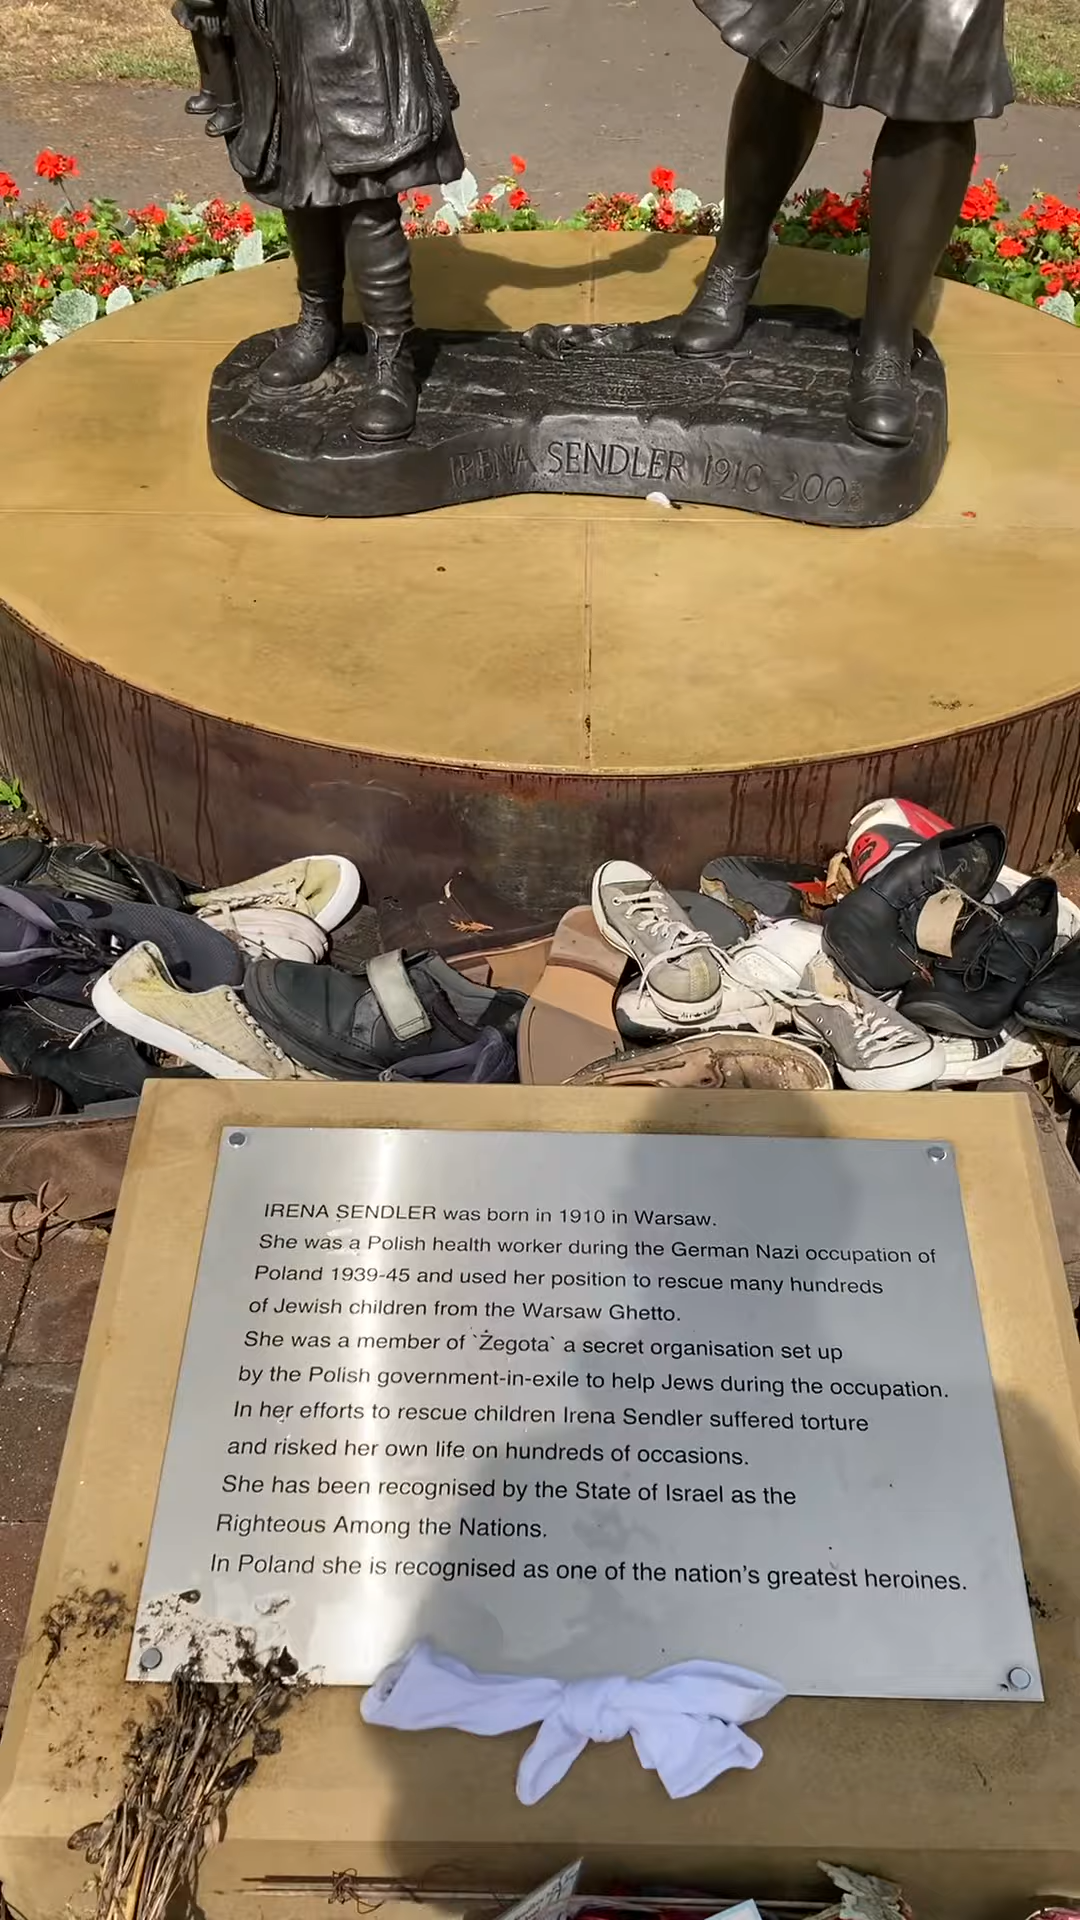 IRENA SENDLER 1910-2008
IRENA SENDLER was born in 1910 in Warsaw.
She was a Polish health worker during the German Nazi occupation of
Poland 1939-45 and used her position to rescue many hundreds
of Jewish children from the Warsaw Ghetto.
She was a member of `Żegota` a secret organisation set up
by the Polish government-in-exile to help Jews during the occupation.
In her efforts to rescue children Irena Sendler suffered torture
and risked her own life on hundreds of occasions.
She has been recognised by the State of Israel as the
Righteous Among the Nations.
In Poland she is recognised as one of the nation's greatest heroines.